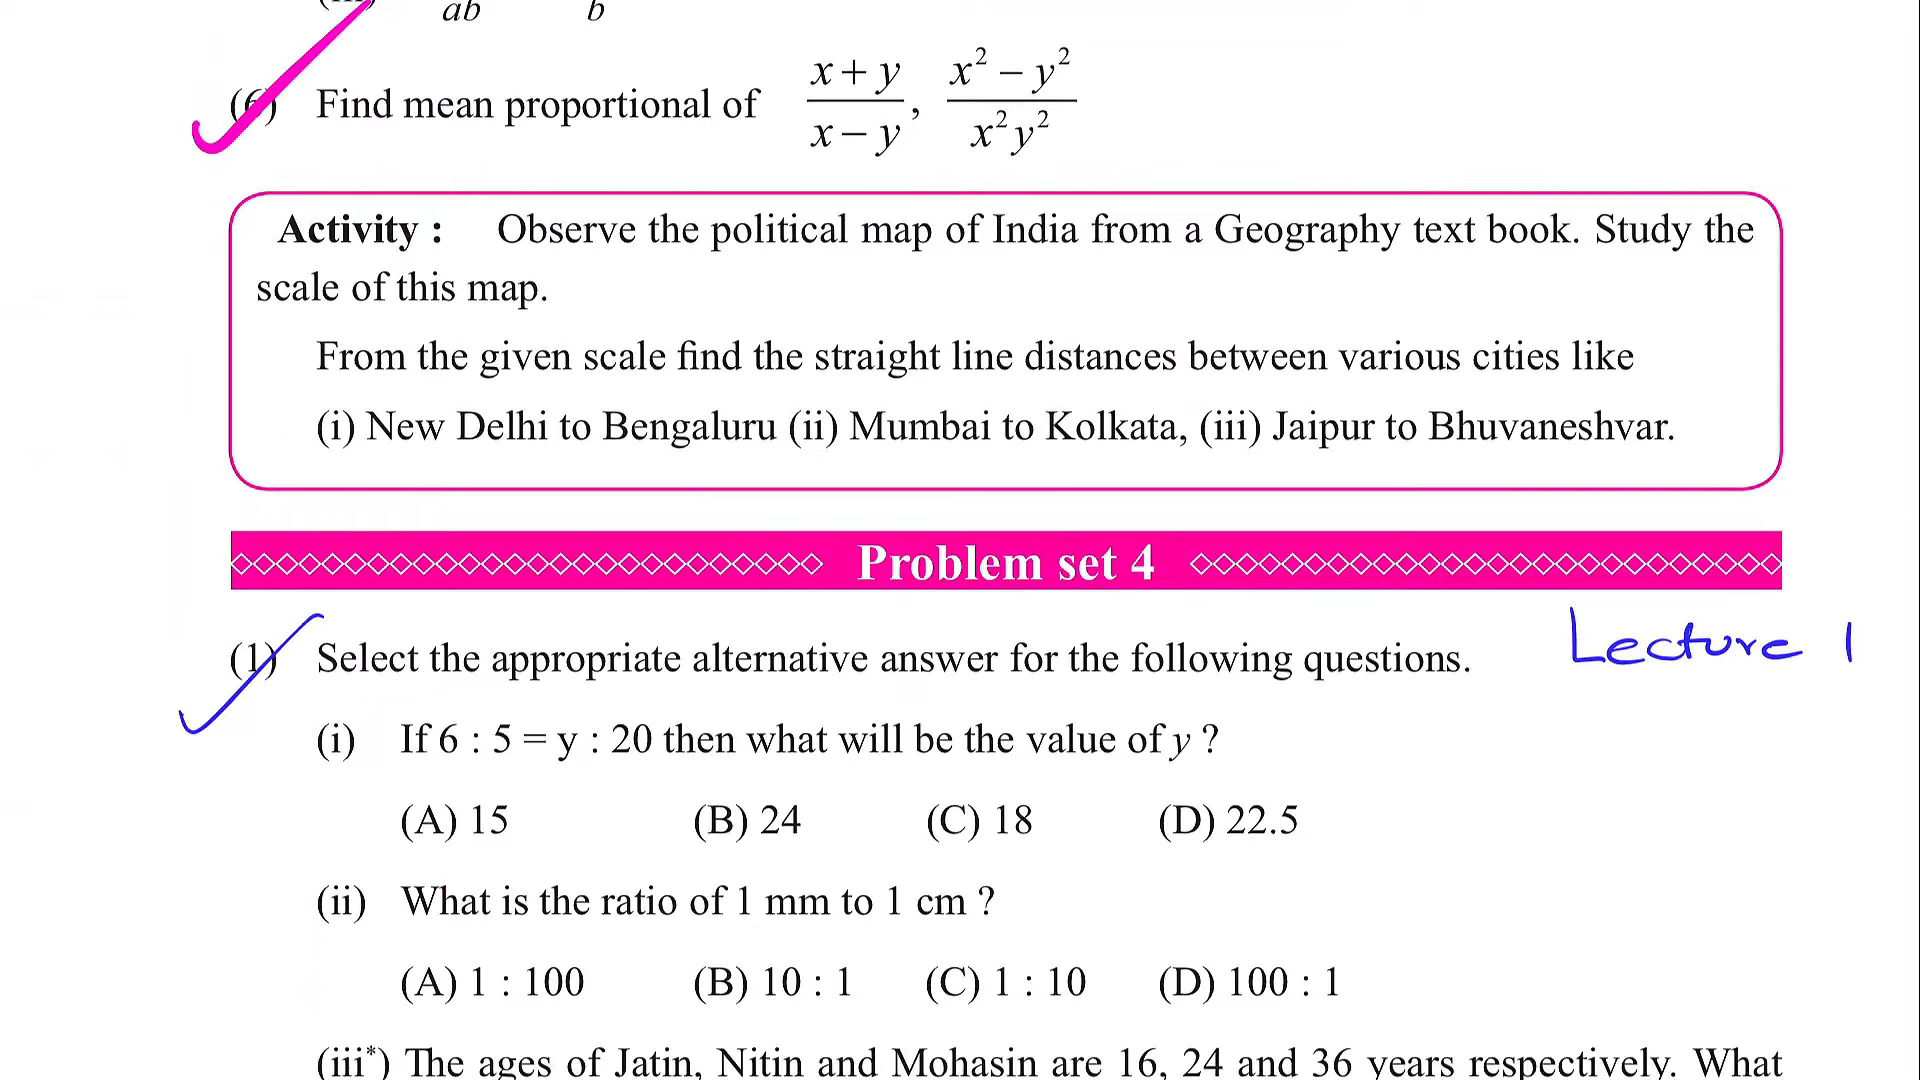 ab b
(6) Find mean proportional of x + y / x − y , x² − y² / x²y²
Activity : Observe the political map of India from a Geography text book. Study the
scale of this map.
From the given scale find the straight line distances between various cities like
(i) New Delhi to Bengaluru (ii) Mumbai to Kolkata, (iii) Jaipur to Bhuvaneshvar.
Problem set 4
Lecture 1
(1) Select the appropriate alternative answer for the following questions.
(i) If 6 : 5 = y : 20 then what will be the value of y ?
(A) 15 (B) 24 (C) 18 (D) 22.5
(ii) What is the ratio of 1 mm to 1 cm ?
(A) 1 : 100 (B) 10 : 1 (C) 1 : 10 (D) 100 : 1
(iii*) The ages of Jatin, Nitin and Mohasin are 16, 24 and 36 years respectively. What